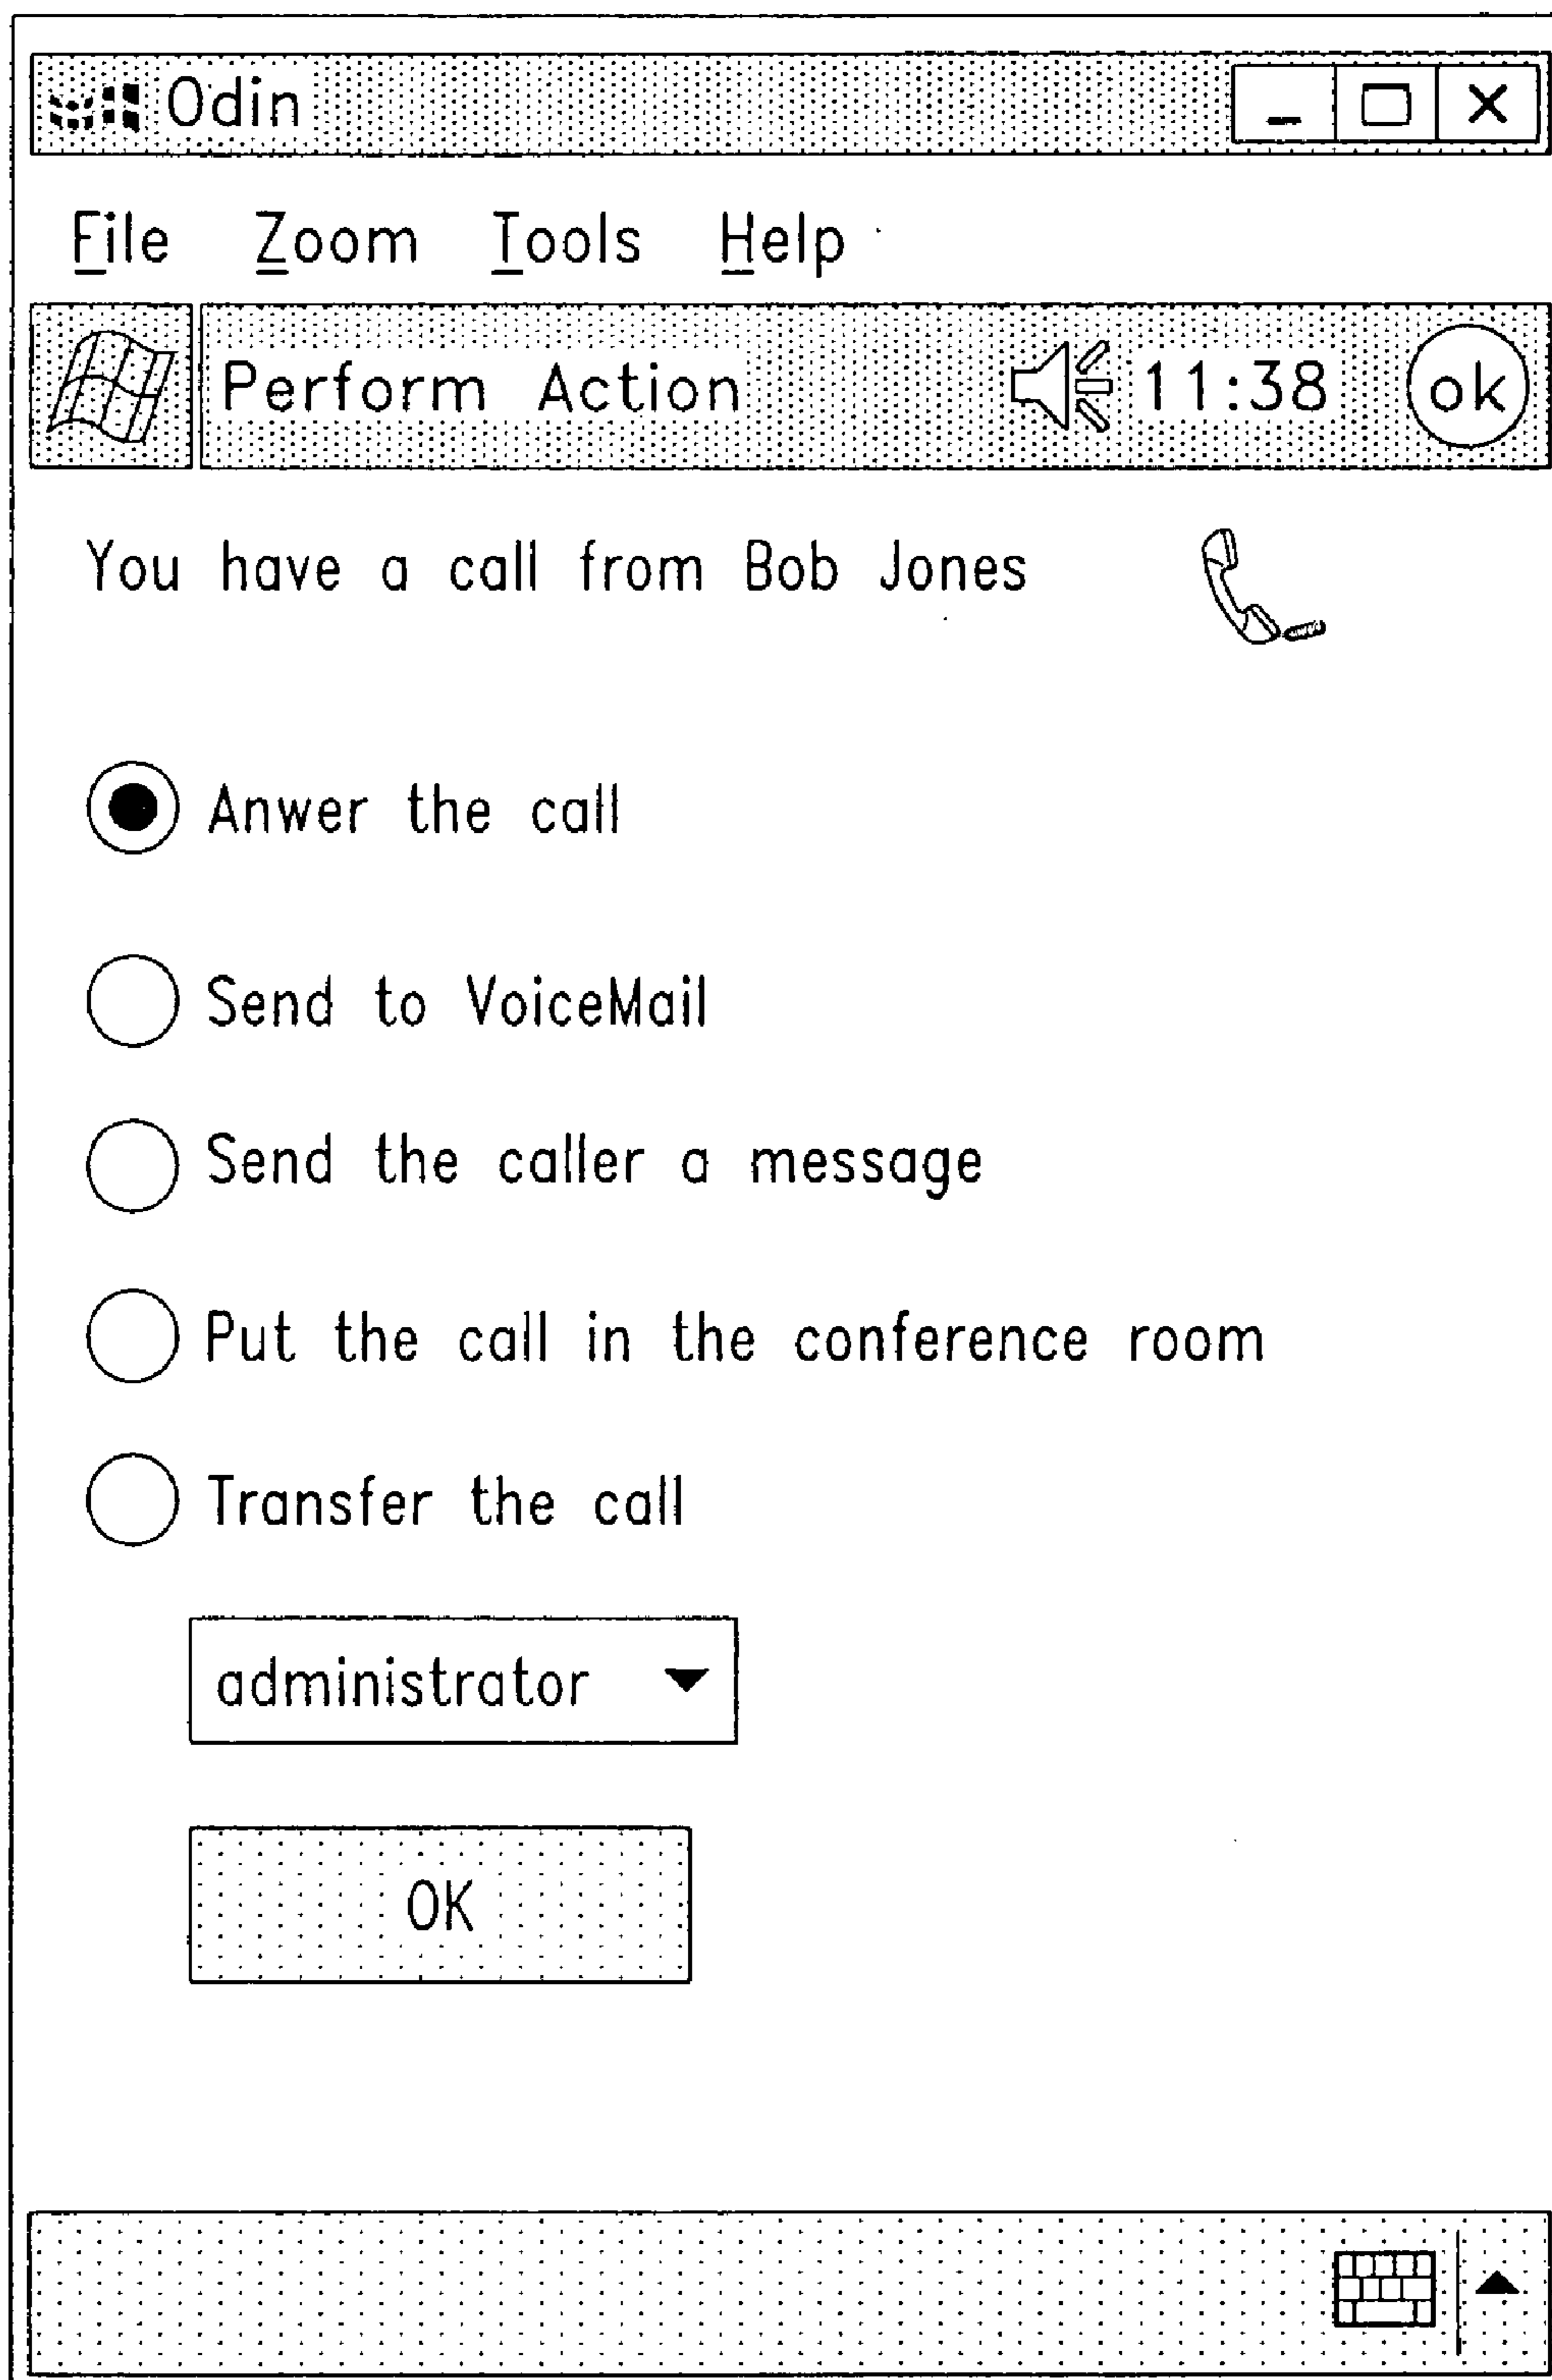 Odin
File Zoom Tools Help
Perform Action 11:38 ok
You have a call from Bob Jones
Anwer the call
Send to VoiceMail
Send the caller a message
Put the call in the conference room
Transfer the call
administrator
OK